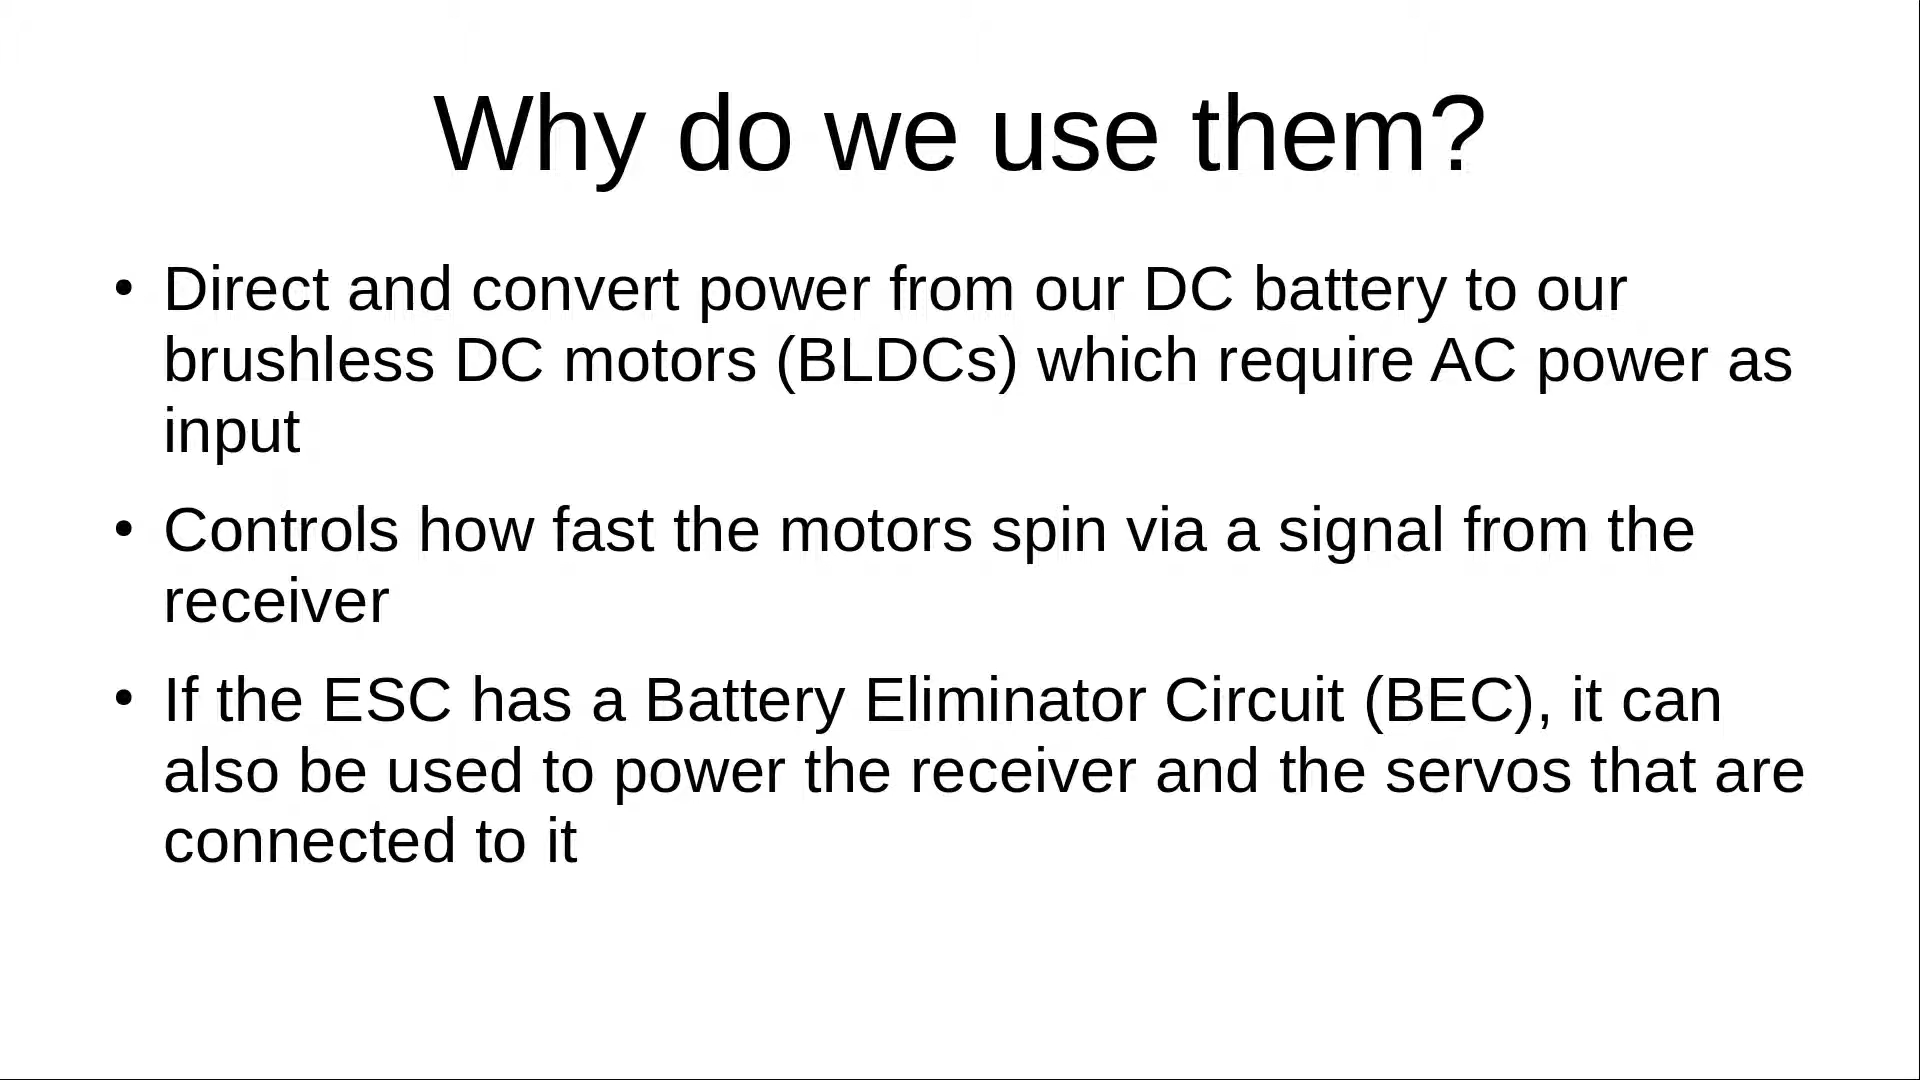 Why do we use them?
• Direct and convert power from our DC battery to our
brushless DC motors (BLDCs) which require AC power as
input
• Controls how fast the motors spin via a signal from the
receiver
• If the ESC has a Battery Eliminator Circuit (BEC), it can
also be used to power the receiver and the servos that are
connected to it